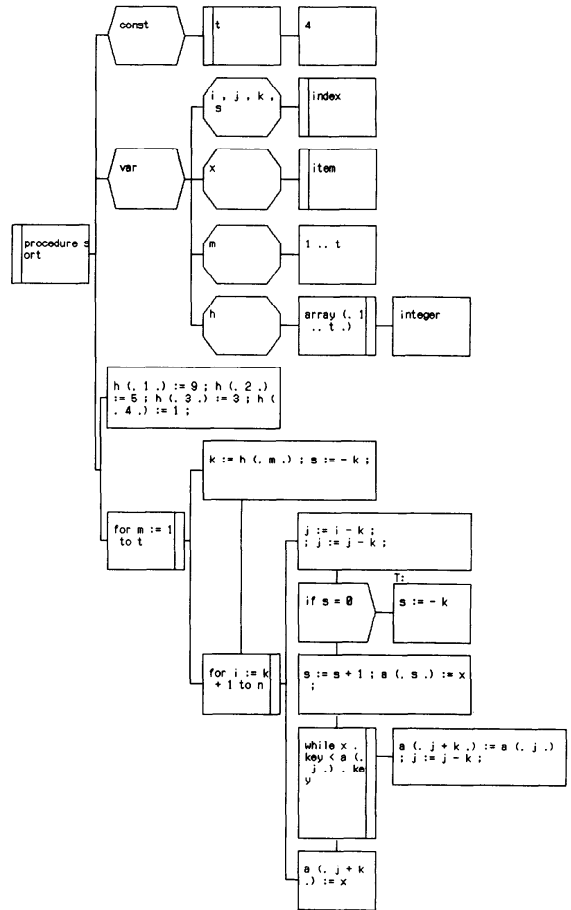 const
t
4
i , j , k ,
s
index
var
x
item
m
1 .. t
procedure s
ort
h
array (. 1
.. t .)
integer
h (. 1 .) := 9 ; h (. 2 .)
:= 5 ; h (. 3 .) := 3 ; h (
. 4 .) := 1 ;
k := h (. m .) ; s := - k ;
for m := 1
to t
j := i - k ;
; j := j - k ;
T:
if s = 0
s := - k
for i := k
+ 1 to n
s := s + 1 ; a (. s .) := x
;
while x .
key < a (.
j .) . ke
y
a (. j + k .) := a (. j .)
; j := j - k ;
a (. j + k
.) := x